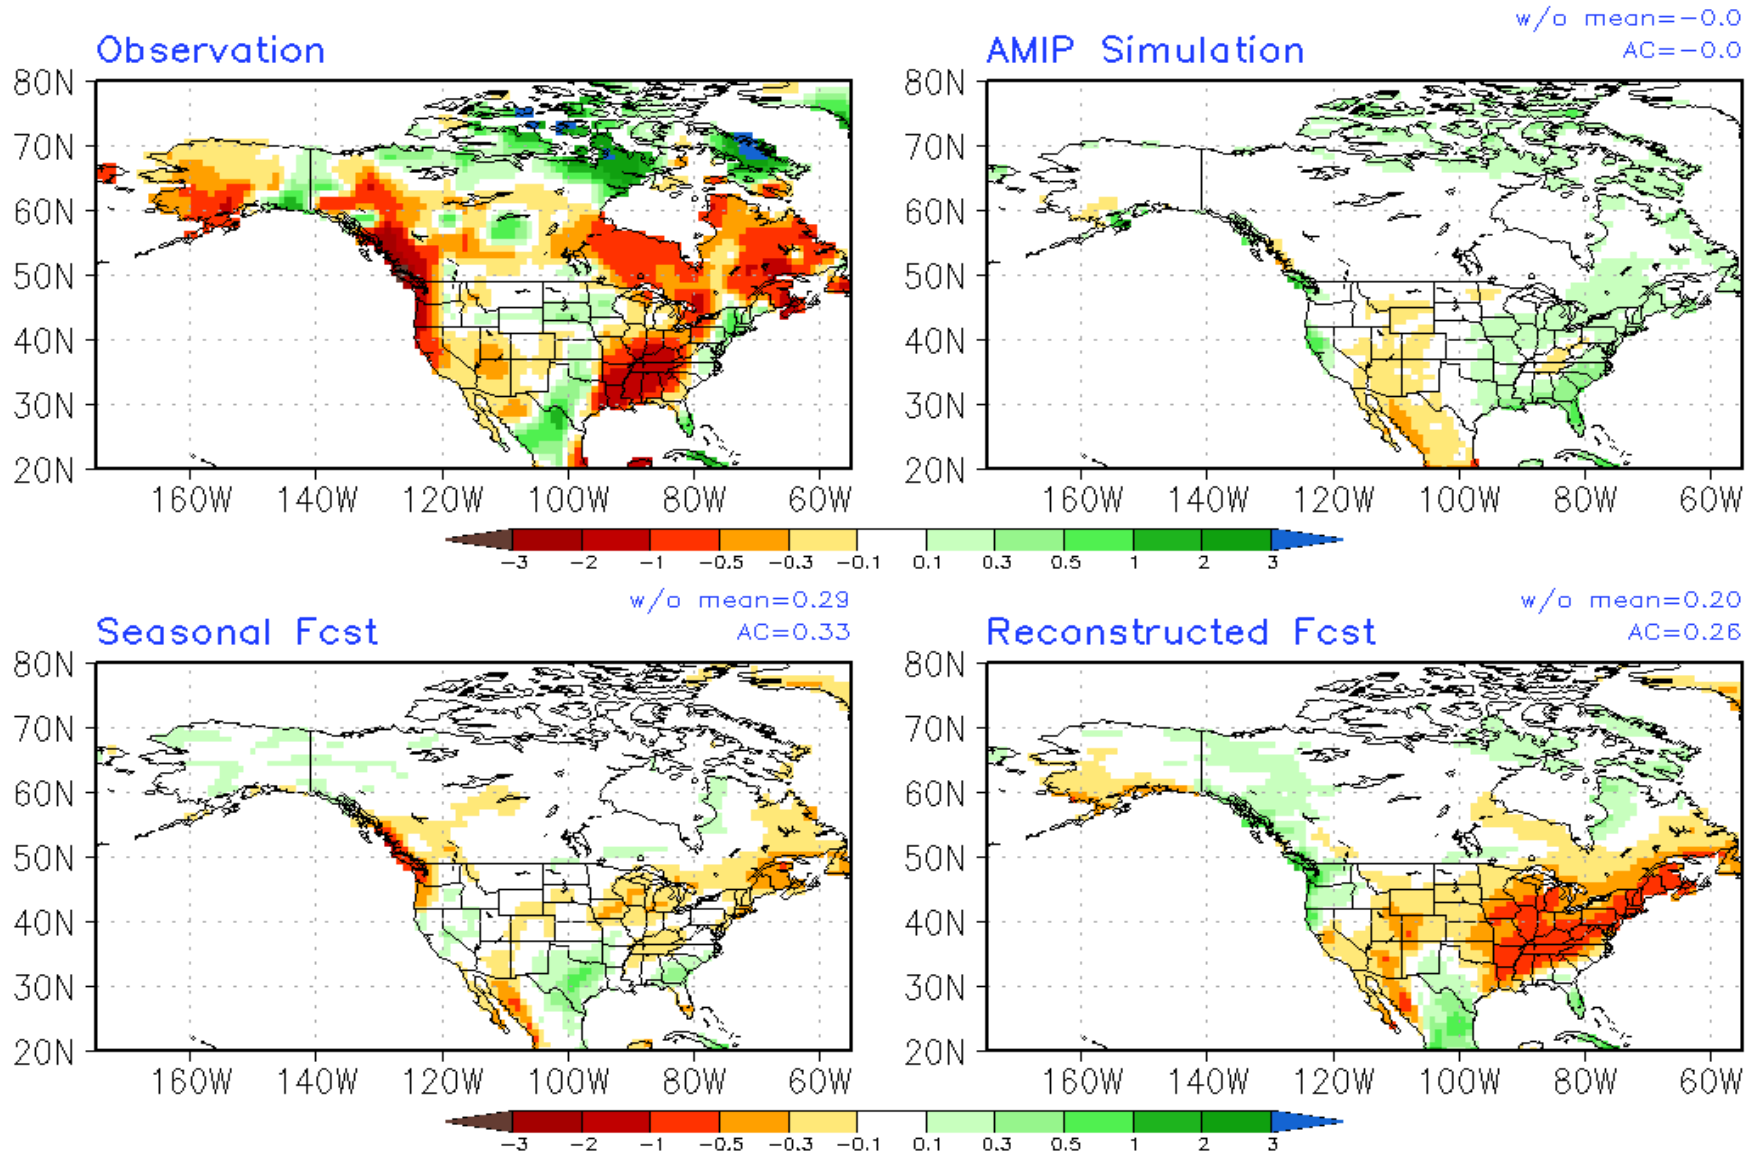 w/o mean=-0.0
Observation AMIP Simulation AC=-0.0
80N 80N
70N 70N
60N 60N
50N 50N
40N 40N
30N 30N
20N 20N
160W 140W 120W 100W 80W 60W 160W 140W 120W 100W 80W 60W
-3 -2 -1 -0.5 -0.3 -0.1 0.1 0.3 0.5 1 2 3
w/o mean=0.29 w/o mean=0.20
Seasonal Fcst AC=0.33 Reconstructed Fcst AC=0.26
80N 80N
70N 70N
60N 60N
50N 50N
40N 40N
30N 30N
20N 20N
160W 140W 120W 100W 80W 60W 160W 140W 120W 100W 80W 60W
-3 -2 -1 -0.5 -0.3 -0.1 0.1 0.3 0.5 1 2 3